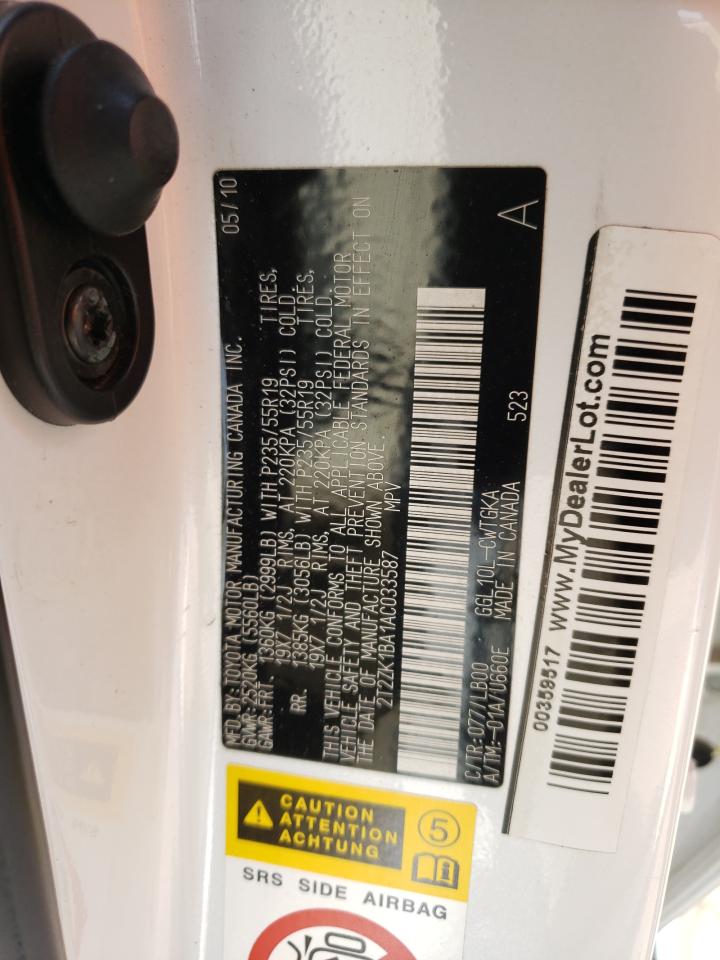 MFD. BY: TOYOTA MOTOR MANUFACTURING CANADA INC. 05/10
GVWR: 2520KG (5560LB)
GAWR: FRT. 1360KG (2999LB) WITH P235/55R19 TIRES,
19X7 1/2J RIMS, AT 220KPA (32PSI) COLD.
RR. 1385KG (3056LB) WITH P235/55R19 TIRES,
19X7 1/2J RIMS, AT 220KPA (32PSI) COLD.
THIS VEHICLE CONFORMS TO ALL APPLICABLE FEDERAL MOTOR
VEHICLE SAFETY AND THEFT PREVENTION STANDARDS IN EFFECT ON
THE DATE OF MANUFACTURE SHOWN ABOVE.
2T2ZK1BA1AC033587 MPV
C/TR: 077/LB00 GGL10L-CWTGKA
A/TM: -01A/U660E MADE IN CANADA 523
A
00359517 www.MyDealerLot.com
CAUTION
ATTENTION
ACHTUNG
5
SRS SIDE AIRBAG